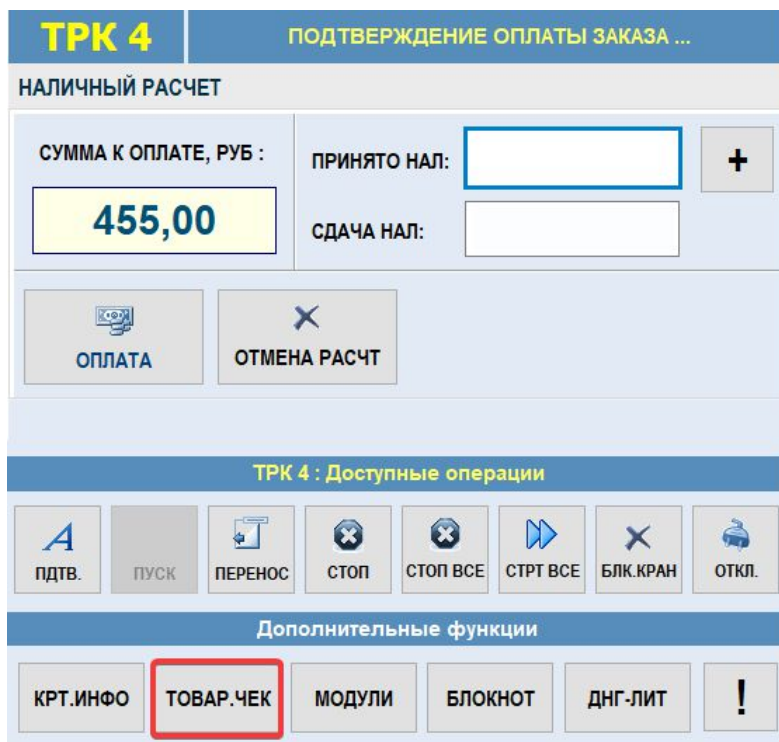 ТРК 4
ПОДТВЕРЖДЕНИЕ ОПЛАТЫ ЗАКАЗА ...
НАЛИЧНЫЙ РАСЧЕТ
СУММА К ОПЛАТЕ, РУБ :
455,00
ПРИНЯТО НАЛ:
+
СДАЧА НАЛ:
ОПЛАТА
ОТМЕНА РАСЧТ
ТРК 4 : Доступные операции
ПДТВ.
ПУСК
ПЕРЕНОС
СТОП
СТОП ВСЕ
СТРТ ВСЕ
БЛК.КРАН
ОТКЛ.
Дополнительные функции
КРТ.ИНФО
ТОВАР.ЧЕК
МОДУЛИ
БЛОКНОТ
ДНГ-ЛИТ
!